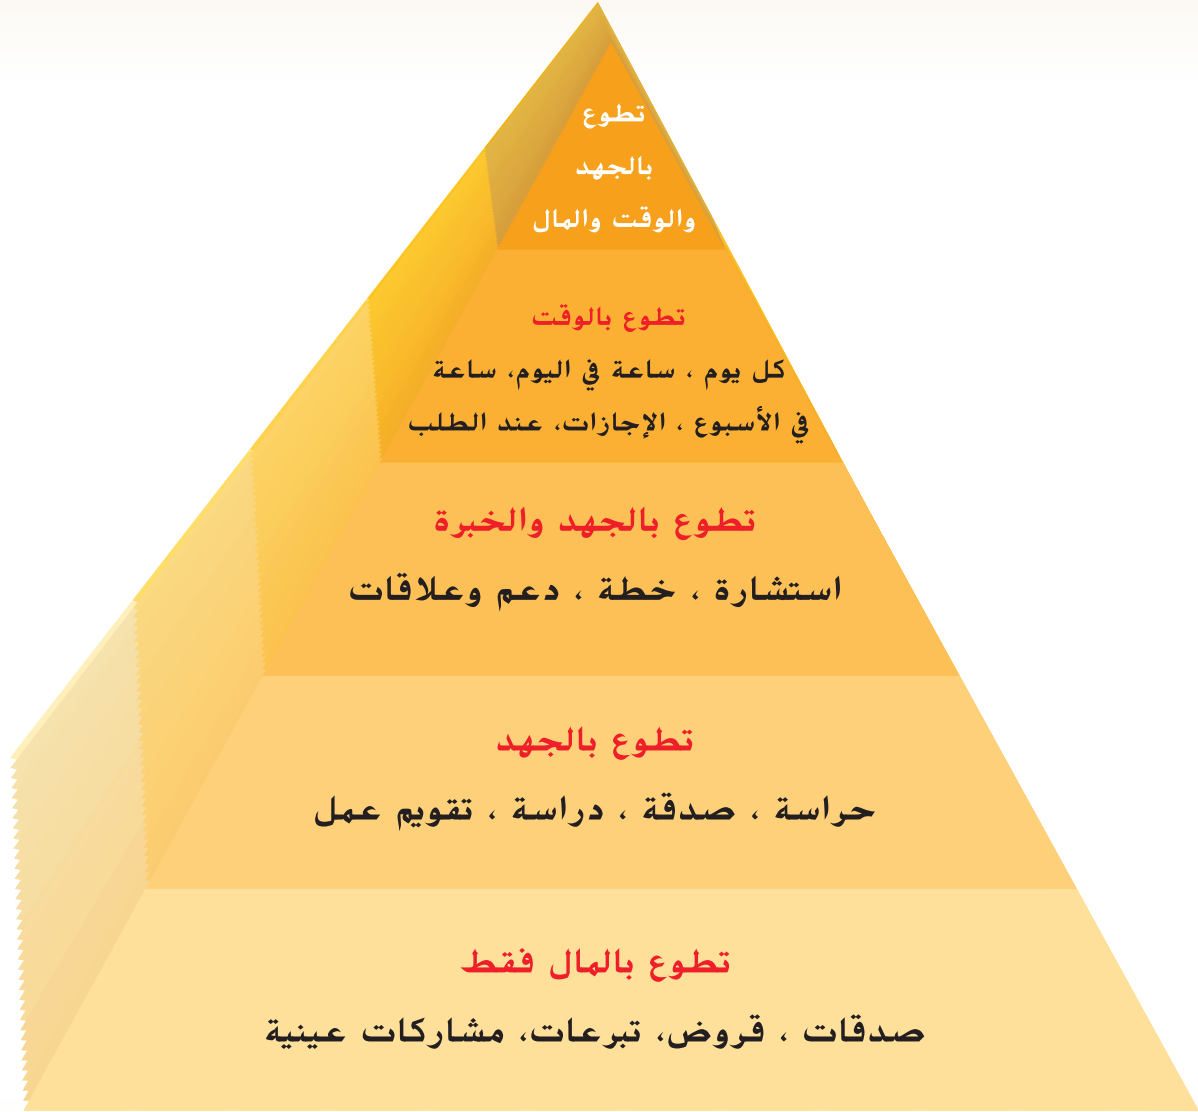 تطوع
بالجهد
والوقت والمال
تطوع بالوقت
كل يوم ، ساعة في اليوم، ساعة
في الأسبوع ، الإجازات، عند الطلب
تطوع بالجهد والخبرة
استشارة ، خطة ، دعم وعلاقات
تطوع بالجهد
حراسة ، صدقة ، دراسة ، تقويم عمل
تطوع بالمال فقط
صدقات ، قروض، تبرعات، مشاركات عينية